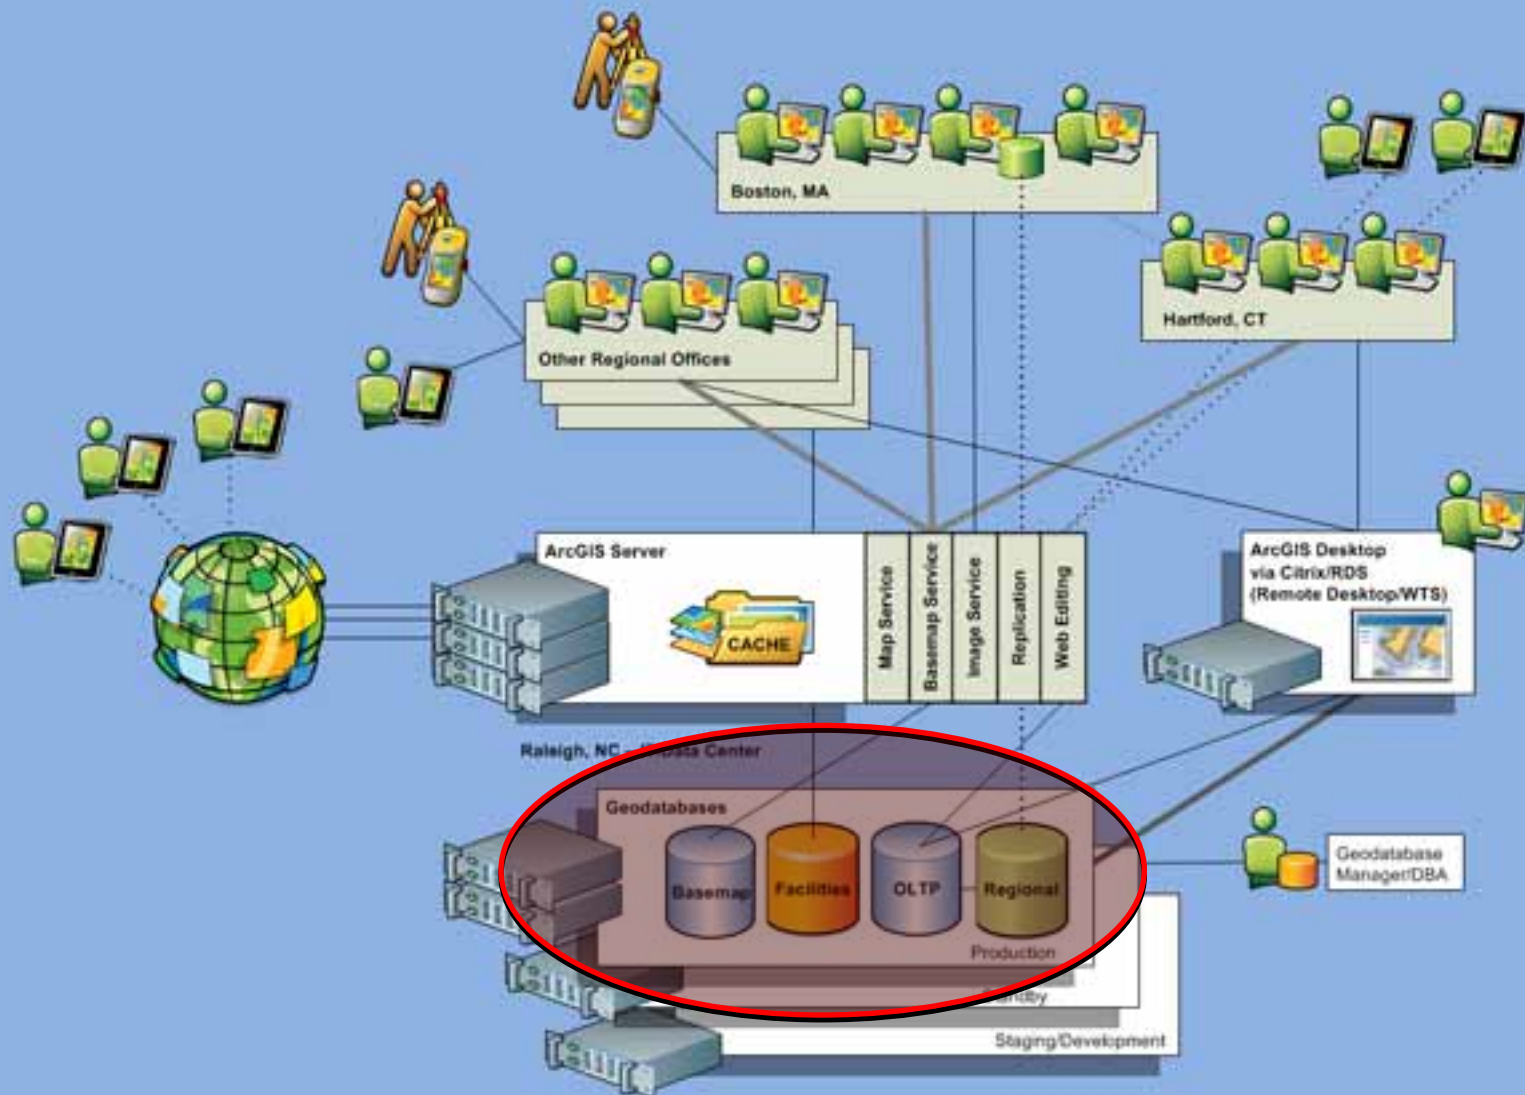 Boston, MA
Hartford, CT
Other Regional Offices
ArcGIS Server
CACHE
Map Service
Basemap Service
Image Service
Replication
Web Editing
ArcGIS Desktop
via Citrix/RDS
(Remote Desktop/WTS)
Raleigh, NC Data Center
Geodatabases
Basemap
Facilities
OLTP
Regional
Production
Standby
Staging/Development
Geodatabase
Manager/DBA